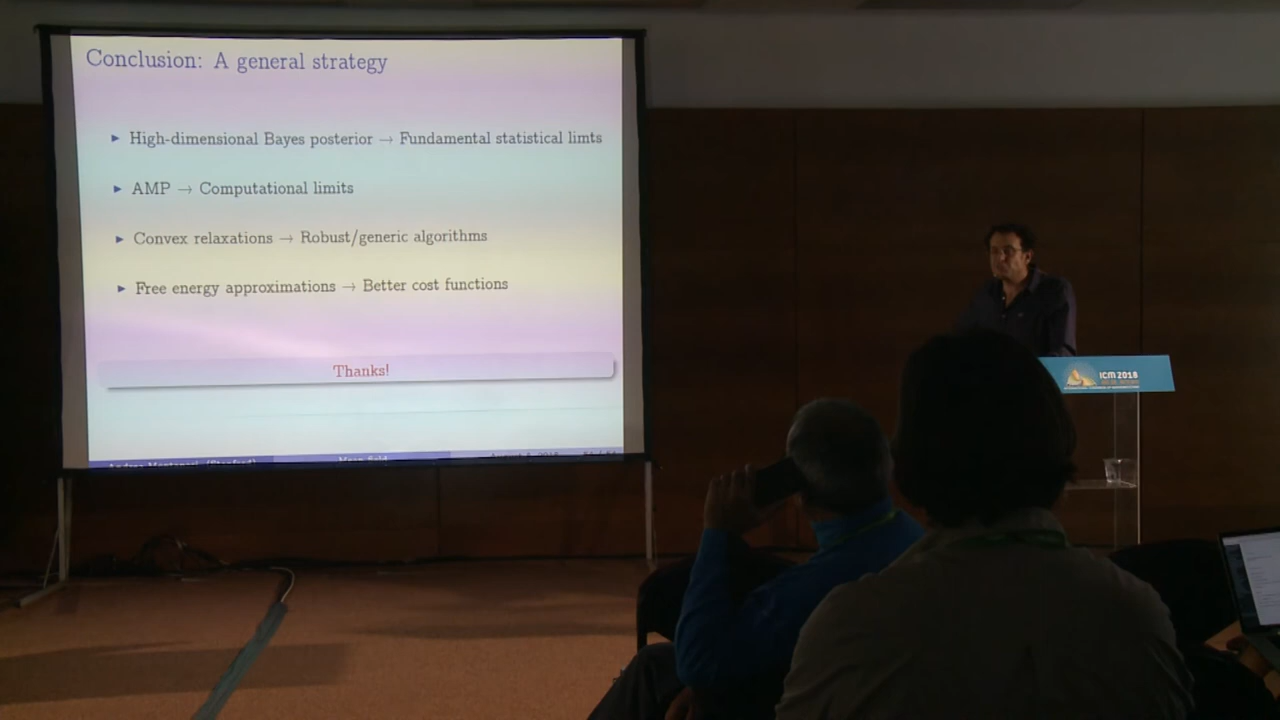 Conclusion: A general strategy
► High-dimensional Bayes posterior → Fundamental statistical limts
► AMP → Computational limits
► Convex relaxations → Robust/generic algorithms
► Free energy approximations → Better cost functions
Thanks!
ICM 2018